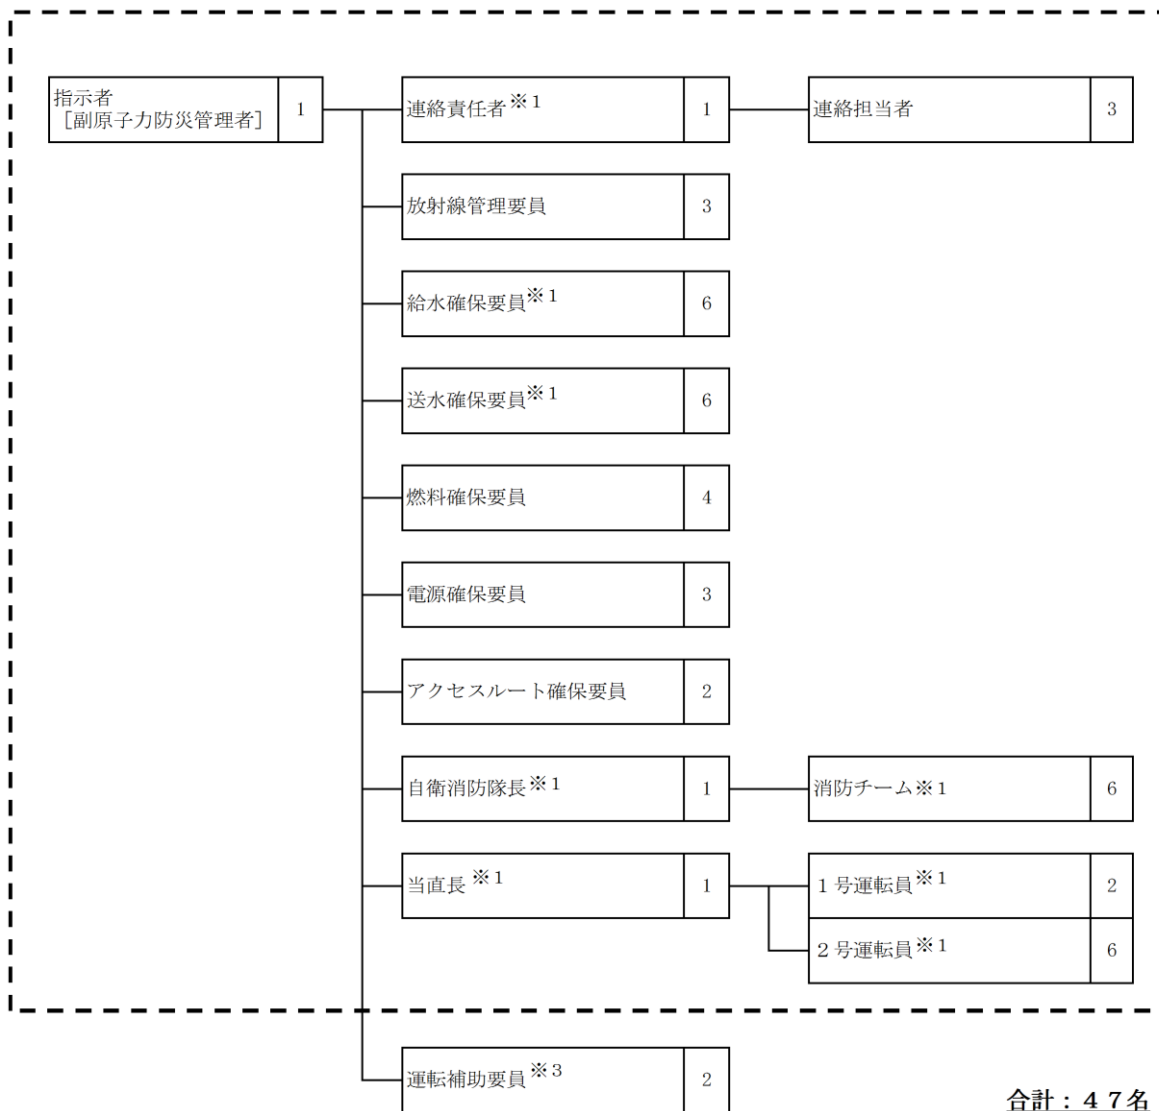 指示者
［副原子力防災管理者］ 1
連絡責任者※１ 1
連絡担当者 3
放射線管理要員 3
給水確保要員※１ 6
送水確保要員※１ 6
燃料確保要員 4
電源確保要員 3
アクセスルート確保要員 2
自衛消防隊長※１ 1
消防チーム※１ 6
当直長※１ 1
１号運転員※１ 2
２号運転員※１ 6
運転補助要員※３ 2
合計：４７名